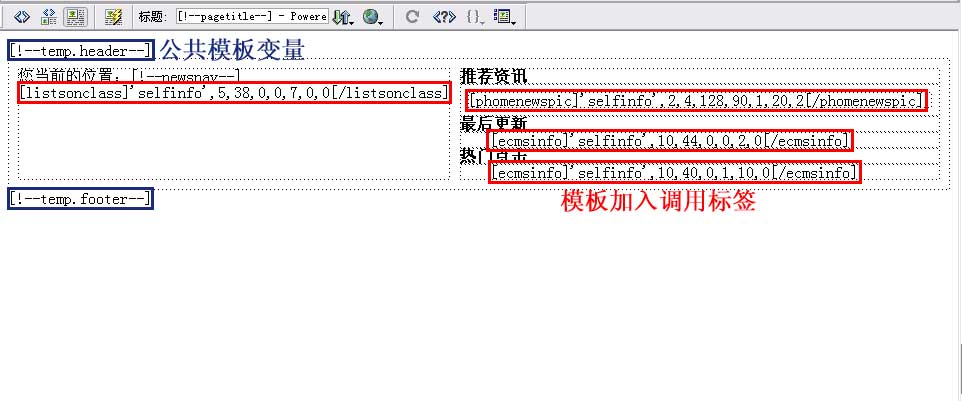 标题: [!--pagetitle--] - Powere
[!--temp.header--] 公共模板变量
您当前的位置：[!--newsnav--]
[listsonclass]'selfinfo',5,38,0,0,7,0,0[/listsonclass]
推荐资讯
[phomenewspic]'selfinfo',2,4,128,90,1,20,2[/phomenewspic]
最后更新
[ecmsinfo]'selfinfo',10,44,0,0,2,0[/ecmsinfo]
热门点击
[ecmsinfo]'selfinfo',10,40,0,1,10,0[/ecmsinfo]
[!--temp.footer--]
模板加入调用标签